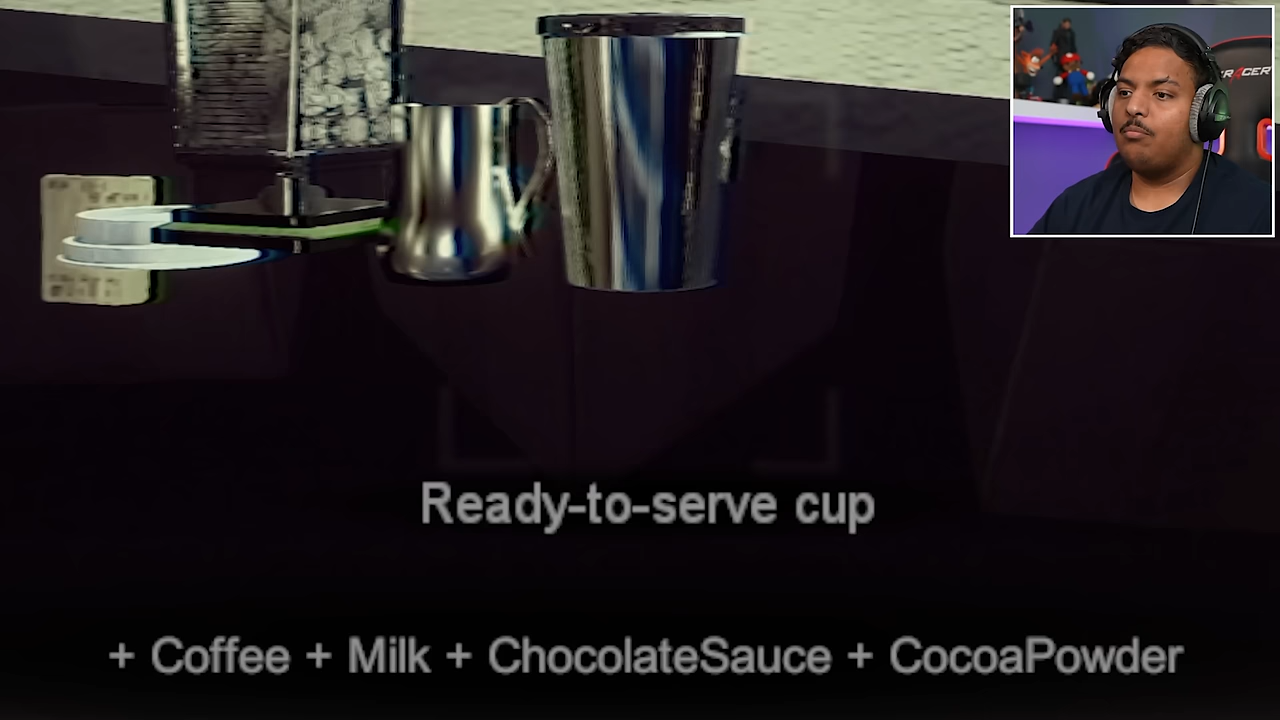 Ready-to-serve cup
+ Coffee + Milk + ChocolateSauce + CocoaPowder